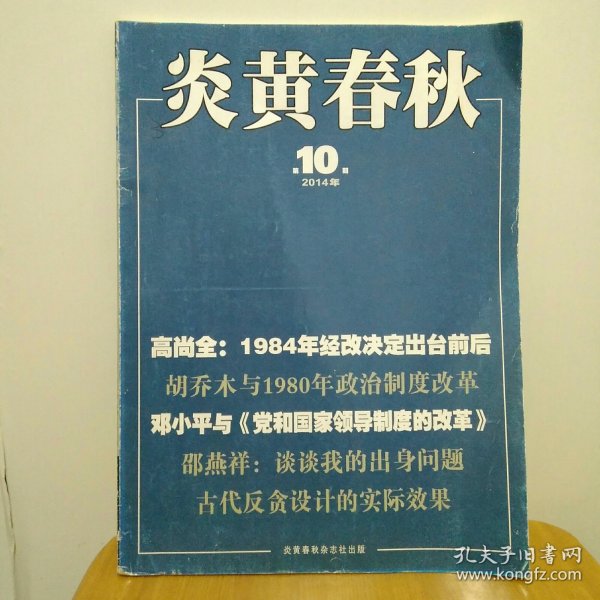 炎黄春秋
第10期
2014年
高尚全：1984年经改决定出台前后
胡乔木与1980年政治制度改革
邓小平与《党和国家领导制度的改革》
邵燕祥：谈谈我的出身问题
古代反贪设计的实际效果
炎黄春秋杂志社出版
孔夫子旧书网
www.kongfz.com